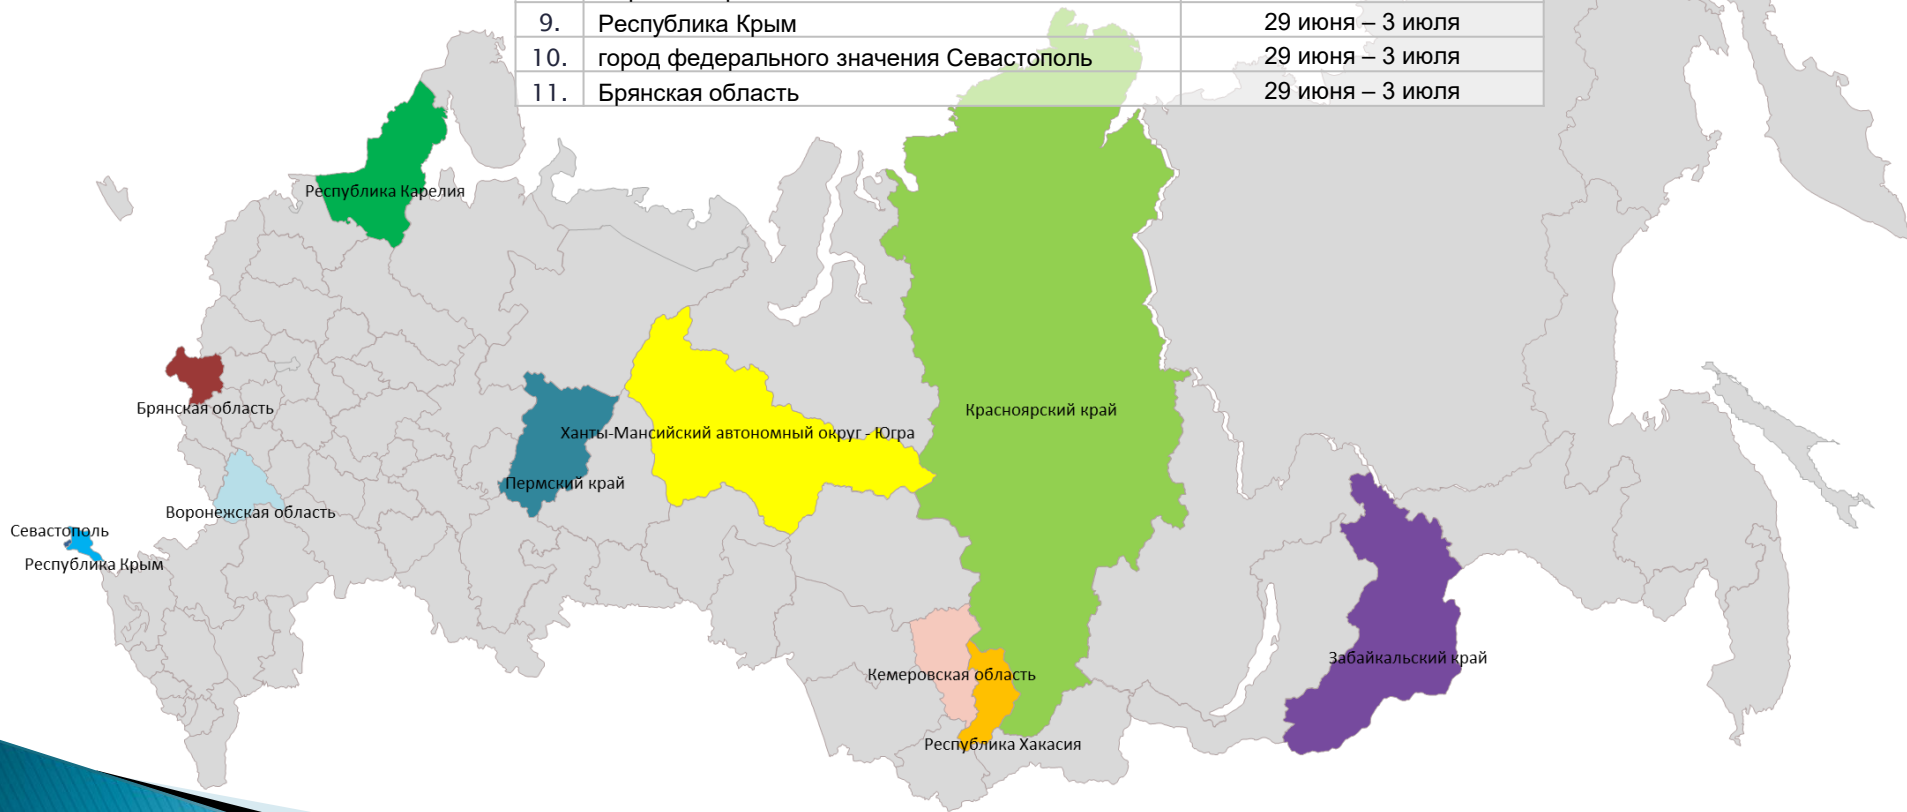 9. Республика Крым 29 июня – 3 июля
10. город федерального значения Севастополь 29 июня – 3 июля
11. Брянская область 29 июня – 3 июля
Республика Карелия
Брянская область
Красноярский край
Ханты-Мансийский автономный округ - Югра
Пермский край
Воронежская область
Севастополь
Республика Крым
Забайкальский край
Кемеровская область
Республика Хакасия